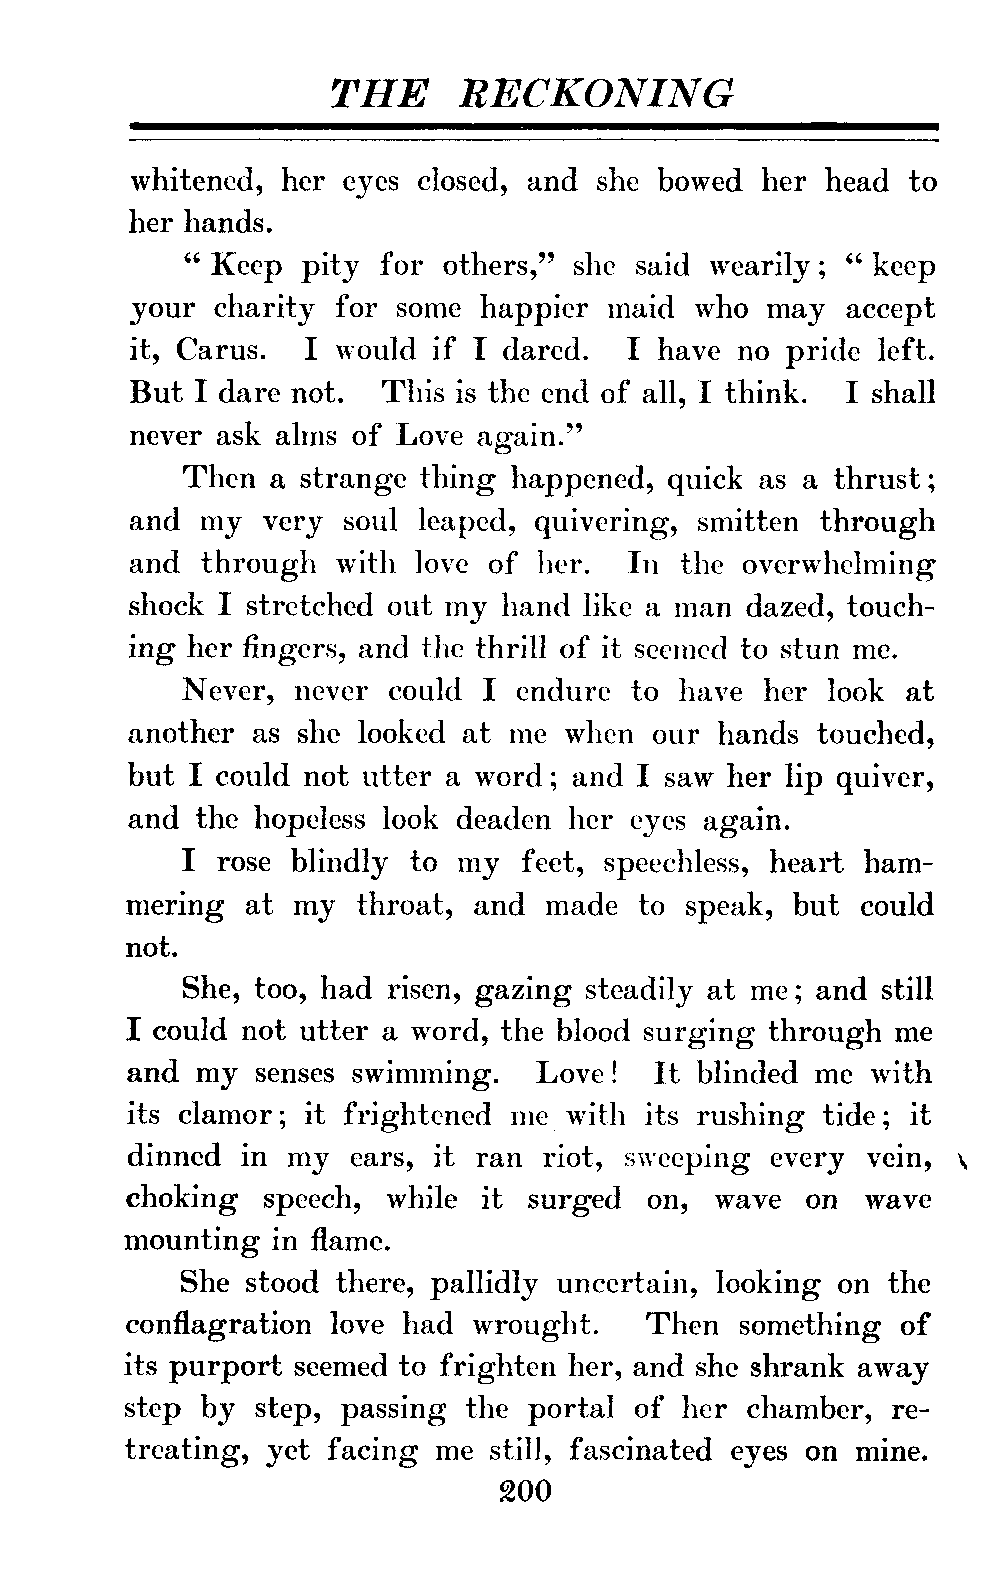 THE RECKONING
whitened, her eyes closed, and she bowed her head to
her hands.
“ Keep pity for others,” she said wearily; “ keep
your charity for some happier maid who may accept
it, Carus. I would if I dared. I have no pride left.
But I dare not. This is the end of all, I think. I shall
never ask alms of Love again.”
Then a strange thing happened, quick as a thrust;
and my very soul leaped, quivering, smitten through
and through with love of her. In the overwhelming
shock I stretched out my hand like a man dazed, touch-
ing her fingers, and the thrill of it seemed to stun me.
Never, never could I endure to have her look at
another as she looked at me when our hands touched,
but I could not utter a word; and I saw her lip quiver,
and the hopeless look deaden her eyes again.
I rose blindly to my feet, speechless, heart ham-
mering at my throat, and made to speak, but could
not.
She, too, had risen, gazing steadily at me; and still
I could not utter a word, the blood surging through me
and my senses swimming. Love! It blinded me with
its clamor; it frightened me with its rushing tide; it
dinned in my ears, it ran riot, sweeping every vein,
choking speech, while it surged on, wave on wave
mounting in flame.
She stood there, pallidly uncertain, looking on the
conflagration love had wrought. Then something of
its purport seemed to frighten her, and she shrank away
step by step, passing the portal of her chamber, re-
treating, yet facing me still, fascinated eyes on mine.
200